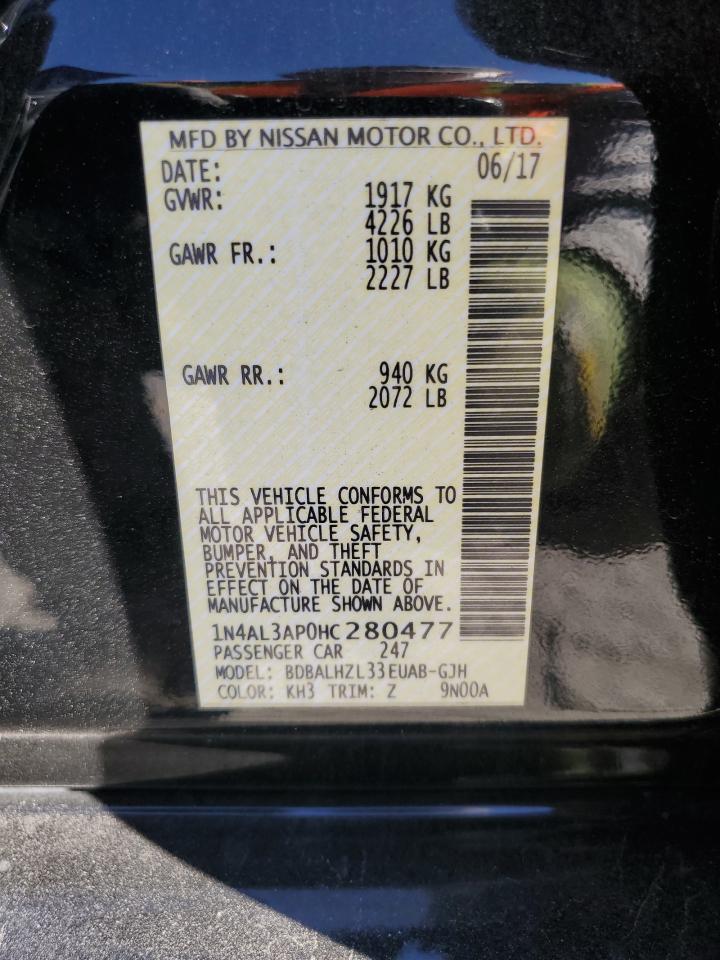 MFD BY NISSAN MOTOR CO., LTD.
DATE: 06/17
GVWR: 1917 KG
4226 LB
GAWR FR.: 1010 KG
2227 LB
GAWR RR.: 940 KG
2072 LB
THIS VEHICLE CONFORMS TO
ALL APPLICABLE FEDERAL
MOTOR VEHICLE SAFETY,
BUMPER, AND THEFT
PREVENTION STANDARDS IN
EFFECT ON THE DATE OF
MANUFACTURE SHOWN ABOVE.
1N4AL3AP0HC280477
PASSENGER CAR 247
MODEL: BDBALHZL33EUAB-GJH
COLOR: KH3 TRIM: Z 9N00A